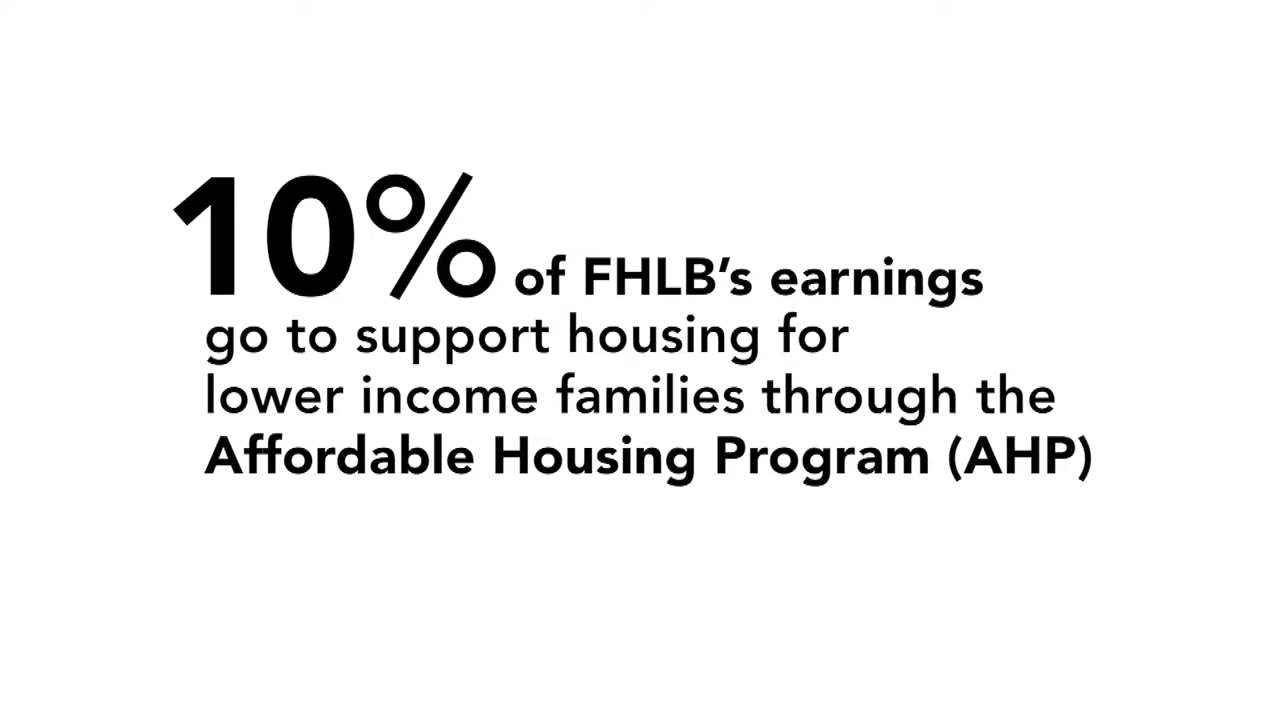 10% of FHLB’s earnings
go to support housing for
lower income families through the
Affordable Housing Program (AHP)